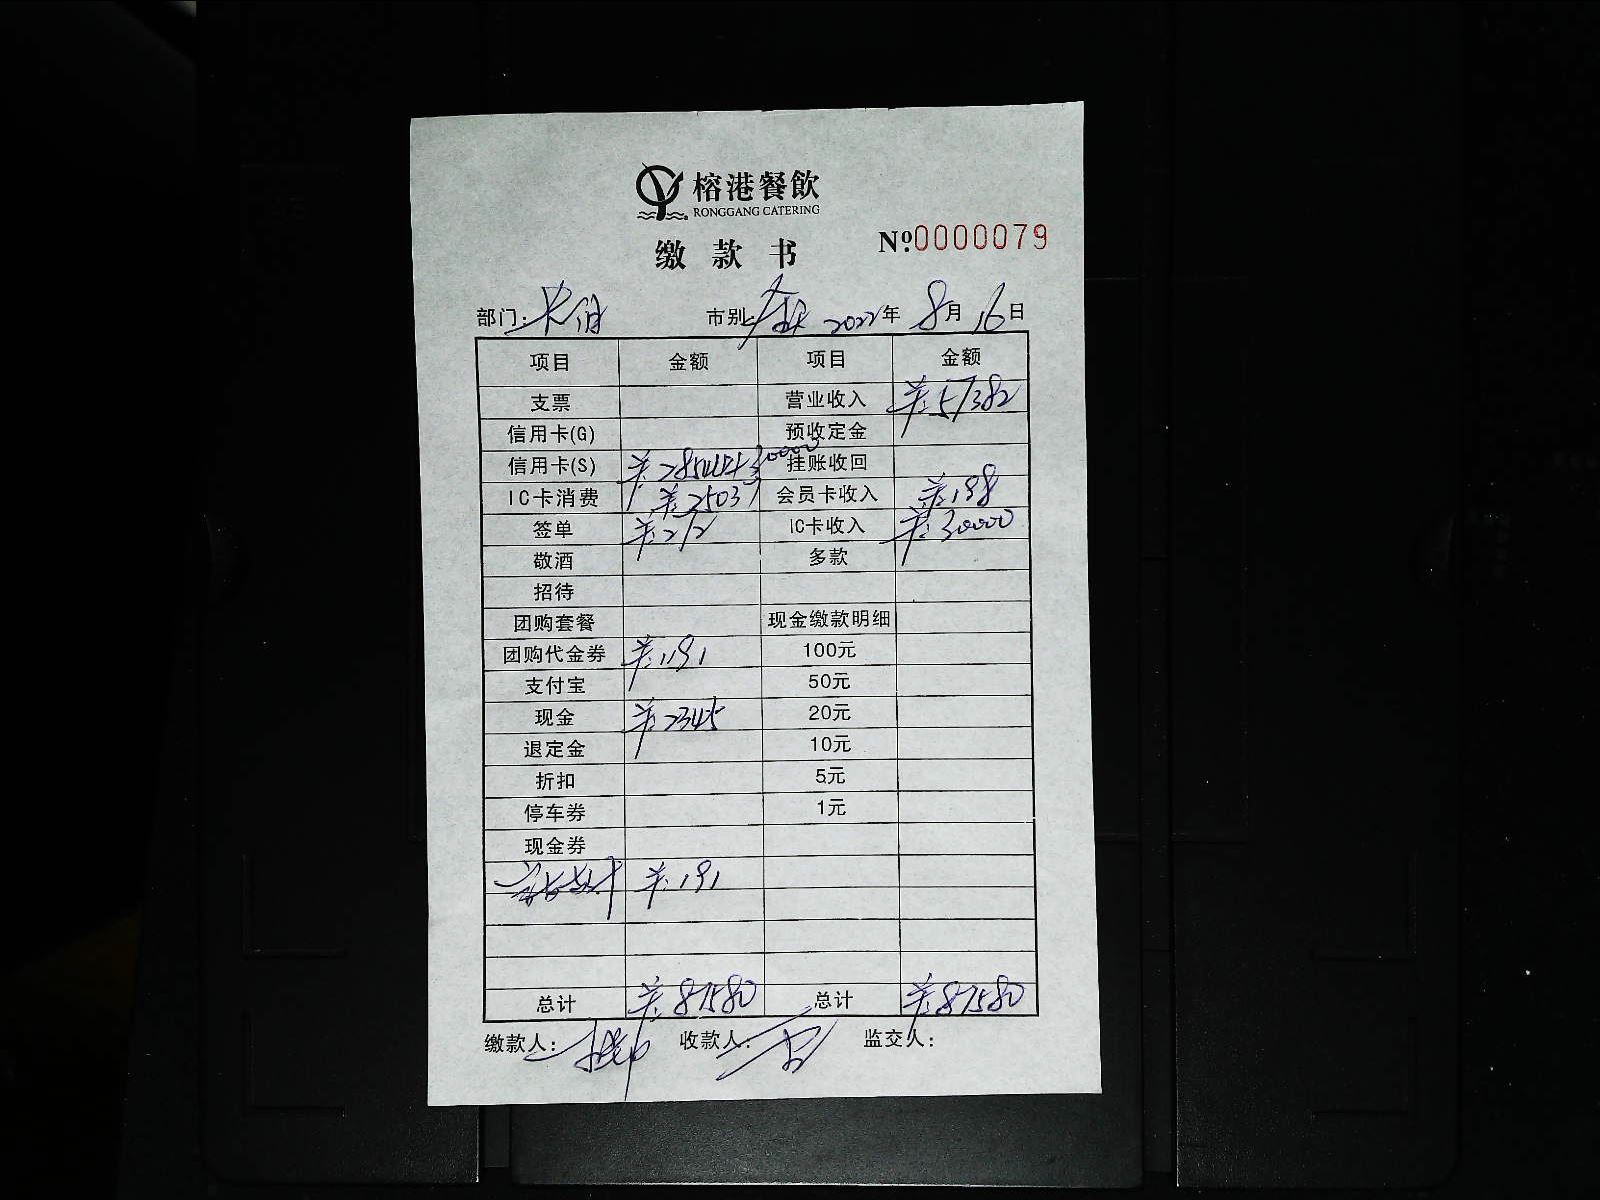 榕港餐飲
RONGGANG CATERING
缴款书
№0000079
部门: 市别: 2022年 8月 16日
项目 金额 项目 金额
支票 营业收入 ¥:57382
信用卡(G) 预收定金
信用卡(S) 挂账收回
IC卡消费 ¥:25037 会员卡收入 ¥:198
签单 ¥:212 IC卡收入 ¥:30000
敬酒 多款
招待
团购套餐 现金缴款明细
团购代金券 100元
支付宝 50元
现金 ¥:2345 20元
退定金 10元
折扣 5元
停车券 1元
现金券
¥:191
总计 ¥:87580 总计 ¥:87580
缴款人: 收款人: 监交人: